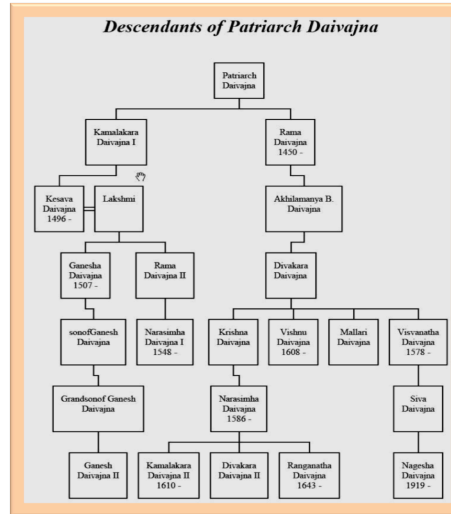 Descendants of Patriarch Daivajna
Patriarch
Daivajna
Kamalakara
Daivajna I
Rama
Daivajna
1450 -
Kesava
Daivajna
1496 -
Lakshmi
Akhilamanya B.
Daivajna
Ganesha
Daivajna
1507 -
Rama
Daivajna II
Divakara
Daivajna
sonofGanesh
Daivajna
Narasimha
Daivajna I
1548 -
Krishna
Daivajna
Vishnu
Daivajna
1608 -
Mallari
Daivajna
Visvanatha
Daivajna
1578 -
Grandsonof Ganesh
Daivajna
Narasimha
Daivajna
1586 -
Siva
Daivajna
Ganesh
Daivajna II
Kamalakara
Daivajna II
1610 -
Divakara
Daivajna II
Ranganatha
Daivajna
1643 -
Nagesha
Daivajna
1919 -